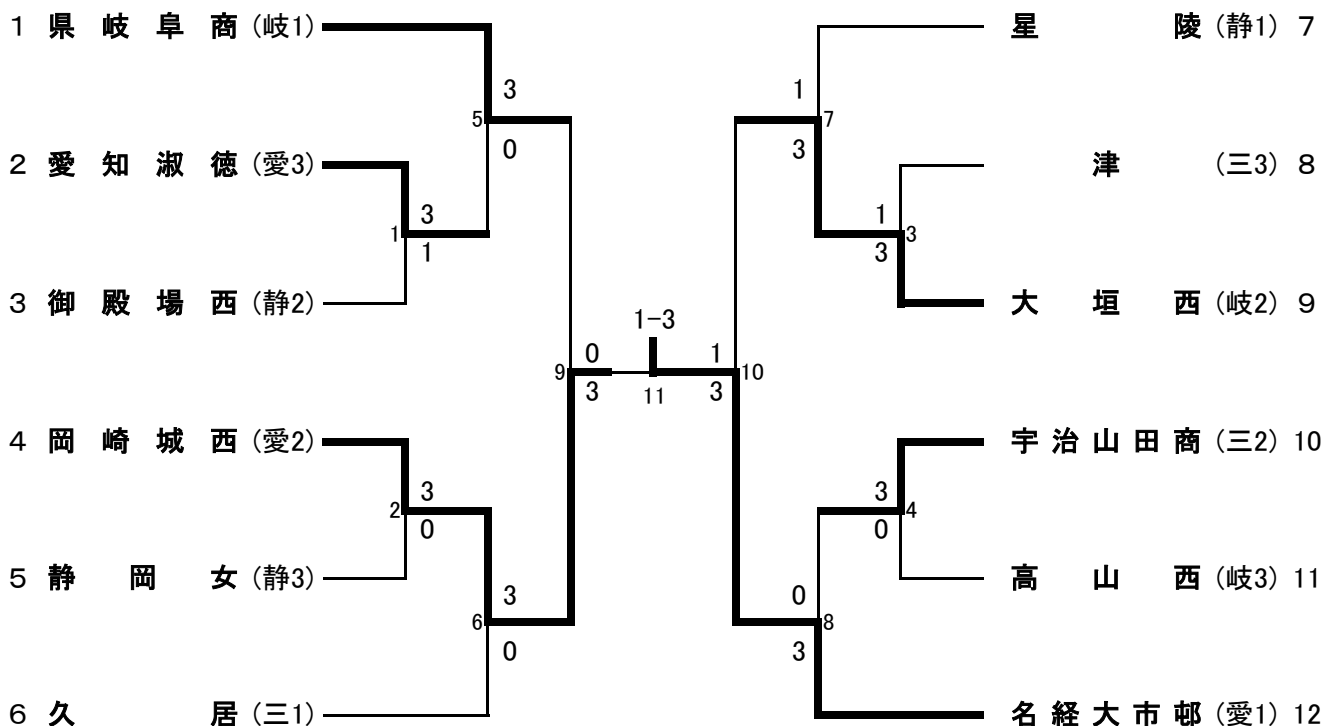 1 県岐阜商 (岐1)
星陵 (静1) 7
3
1
5
7
0
3
2 愛知淑徳 (愛3)
津 (三3) 8
3
1
1
3
1
3
3 御殿場西 (静2)
大垣西 (岐2) 9
1-3
0
1
9
10
3
11
3
4 岡崎城西 (愛2)
宇治山田商 (三2) 10
3
3
2
4
0
0
5 静岡女 (静3)
高山西 (岐3) 11
3
0
6
8
0
3
6 久居 (三1)
名経大市邨 (愛1) 12